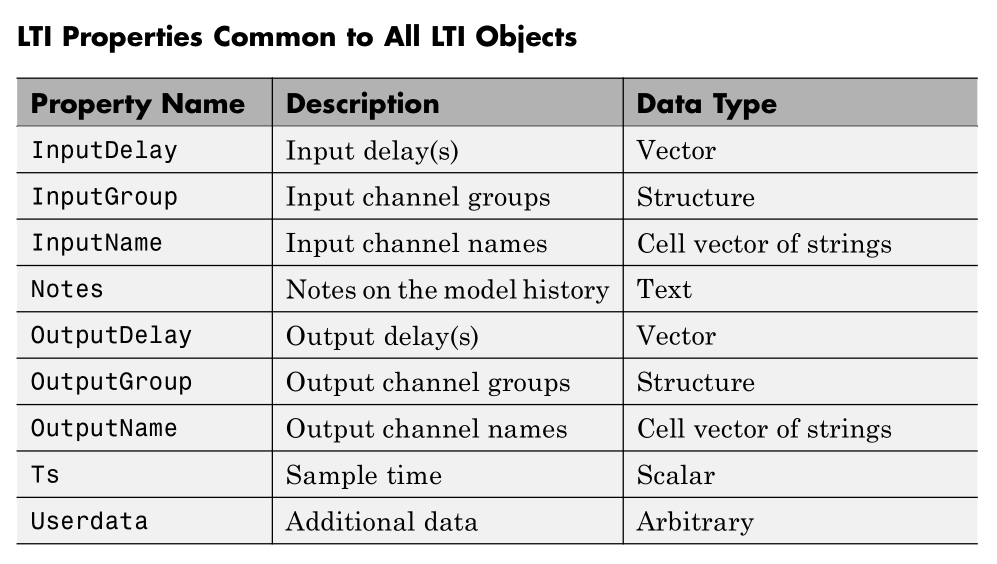 LTI Properties Common to All LTI Objects
Property Name Description Data Type
InputDelay Input delay(s) Vector
InputGroup Input channel groups Structure
InputName Input channel names Cell vector of strings
Notes Notes on the model history Text
OutputDelay Output delay(s) Vector
OutputGroup Output channel groups Structure
OutputName Output channel names Cell vector of strings
Ts Sample time Scalar
Userdata Additional data Arbitrary